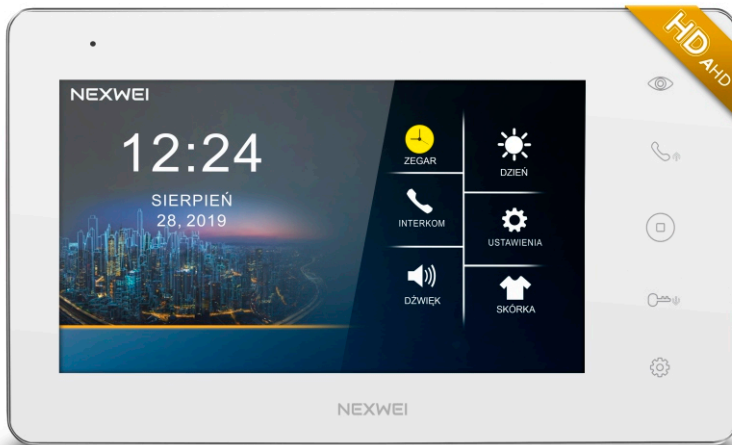 HD AHD
NEXWEI
12:24
SIERPIEŃ
28, 2019
ZEGAR
DZIEŃ
INTERKOM
USTAWIENIA
DŹWIĘK
SKÓRKA
NEXWEI